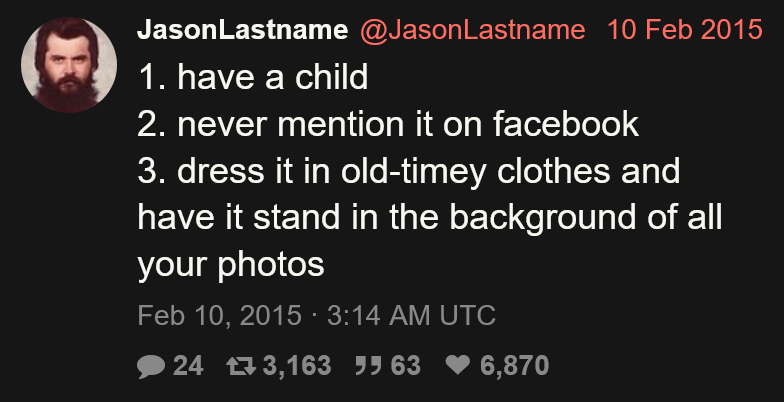 JasonLastname @JasonLastname 10 Feb 2015
1. have a child
2. never mention it on facebook
3. dress it in old-timey clothes and
have it stand in the background of all
your photos
Feb 10, 2015 · 3:14 AM UTC
24 3,163 63 6,870